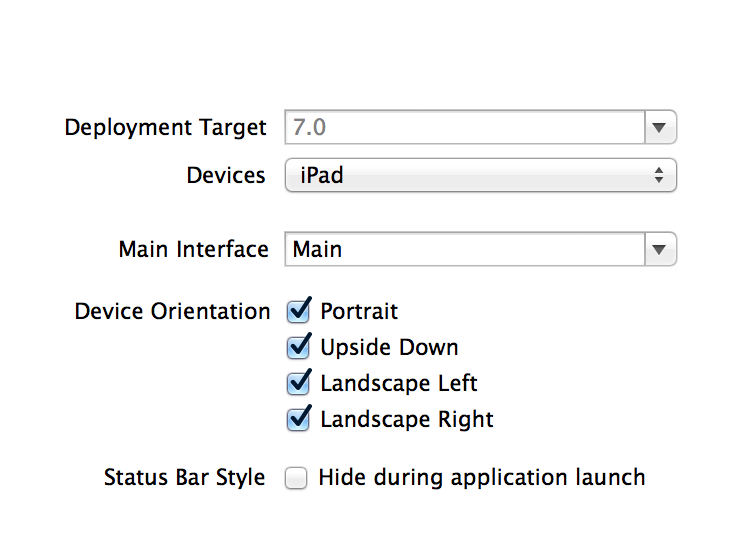 Deployment Target 7.0
Devices iPad
Main Interface Main
Device Orientation Portrait
Upside Down
Landscape Left
Landscape Right
Status Bar Style Hide during application launch